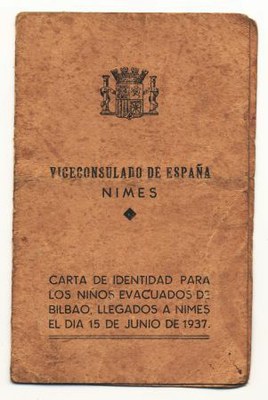 VICECONSULADO DE ESPAÑA
NIMES
CARTA DE IDENTIDAD PARA
LOS NIÑOS EVACUADOS DE
BILBAO, LLEGADOS A NIMES
EL DIA 15 DE JUNIO DE 1937.